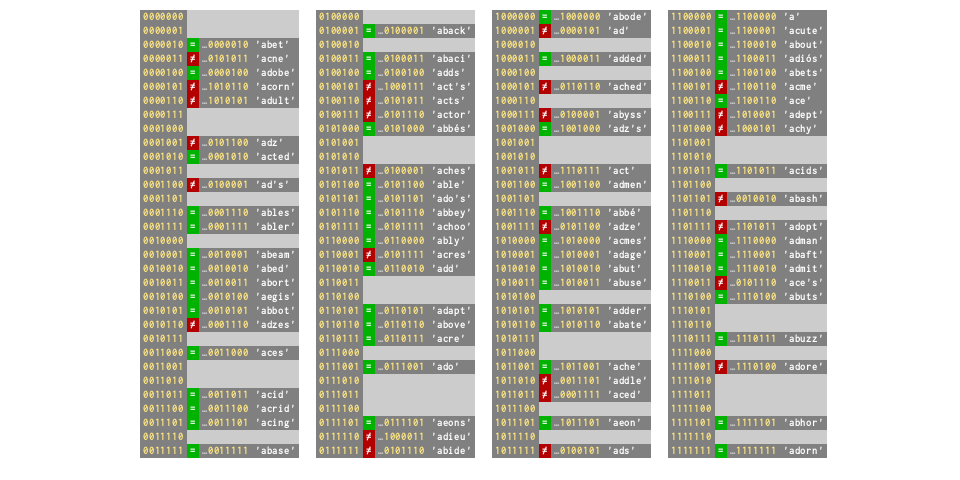 0000000
0000001
0000010 = …0000010 'abet'
0000011 ≠ …0101011 'acne'
0000100 = …0000100 'adobe'
0000101 ≠ …1010110 'acorn'
0000110 ≠ …1010101 'adult'
0000111
0001000
0001001 ≠ …0101100 'adz'
0001010 = …0001010 'acted'
0001011
0001100 ≠ …0100001 'ad's'
0001101
0001110 = …0001110 'ables'
0001111 = …0001111 'abler'
0010000
0010001 = …0010001 'abeam'
0010010 = …0010010 'abed'
0010011 = …0010011 'abort'
0010100 = …0010100 'aegis'
0010101 = …0010101 'abbot'
0010110 ≠ …0001110 'adzes'
0010111
0011000 = …0011000 'aces'
0011001
0011010
0011011 = …0011011 'acid'
0011100 = …0011100 'acrid'
0011101 = …0011101 'acing'
0011110
0011111 = …0011111 'abase'
0100000
0100001 = …0100001 'aback'
0100010
0100011 = …0100011 'abaci'
0100100 = …0100100 'adds'
0100101 ≠ …1000111 'act's'
0100110 ≠ …0101011 'acts'
0100111 ≠ …0101110 'actor'
0101000 = …0101000 'abbés'
0101001
0101010
0101011 ≠ …0100001 'aches'
0101100 = …0101100 'able'
0101101 = …0101101 'ado's'
0101110 = …0101110 'abbey'
0101111 = …0101111 'achoo'
0110000 = …0110000 'ably'
0110001 ≠ …0101111 'acres'
0110010 = …0110010 'add'
0110011
0110100
0110101 = …0110101 'adapt'
0110110 = …0110110 'above'
0110111 = …0110111 'acre'
0111000
0111001 = …0111001 'ado'
0111010
0111011
0111100
0111101 = …0111101 'aeons'
0111110 ≠ …1000011 'adieu'
0111111 ≠ …0101110 'abide'
1000000 = …1000000 'abode'
1000001 ≠ …0000101 'ad'
1000010
1000011 = …1000011 'added'
1000100
1000101 ≠ …0110110 'ached'
1000110
1000111 ≠ …0100001 'abyss'
1001000 = …1001000 'adz's'
1001001
1001010
1001011 ≠ …1110111 'act'
1001100 = …1001100 'admen'
1001101
1001110 = …1001110 'abbé'
1001111 ≠ …0101100 'adze'
1010000 = …1010000 'acmes'
1010001 = …1010001 'adage'
1010010 = …1010010 'abut'
1010011 = …1010011 'abuse'
1010100
1010101 = …1010101 'adder'
1010110 = …1010110 'abate'
1010111
1011000
1011001 = …1011001 'ache'
1011010 ≠ …0011101 'addle'
1011011 ≠ …0001111 'aced'
1011100
1011101 = …1011101 'aeon'
1011110
1011111 ≠ …0100101 'ads'
1100000 = …1100000 'a'
1100001 = …1100001 'acute'
1100010 = …1100010 'about'
1100011 = …1100011 'adiós'
1100100 = …1100100 'abets'
1100101 ≠ …1100101 'acme'
1100110 = …1100110 'ace'
1100111 ≠ …1101010 'adept'
1101000 ≠ …1000101 'achy'
1101001
1101010
1101011 = …1101011 'acids'
1101100
1101101 ≠ …0010010 'abash'
1101110
1101111 ≠ …1101011 'adopt'
1110000 = …1110000 'adman'
1110001 = …1110001 'abaft'
1110010 = …1110010 'admit'
1110011 ≠ …0101110 'ace's'
1110100 = …1110100 'abuts'
1110101
1110110
1110111 = …1110111 'abuzz'
1111000
1111001 ≠ …1110100 'adore'
1111010
1111011
1111100
1111101 = …1111101 'abhor'
1111110
1111111 = …1111111 'adorn'